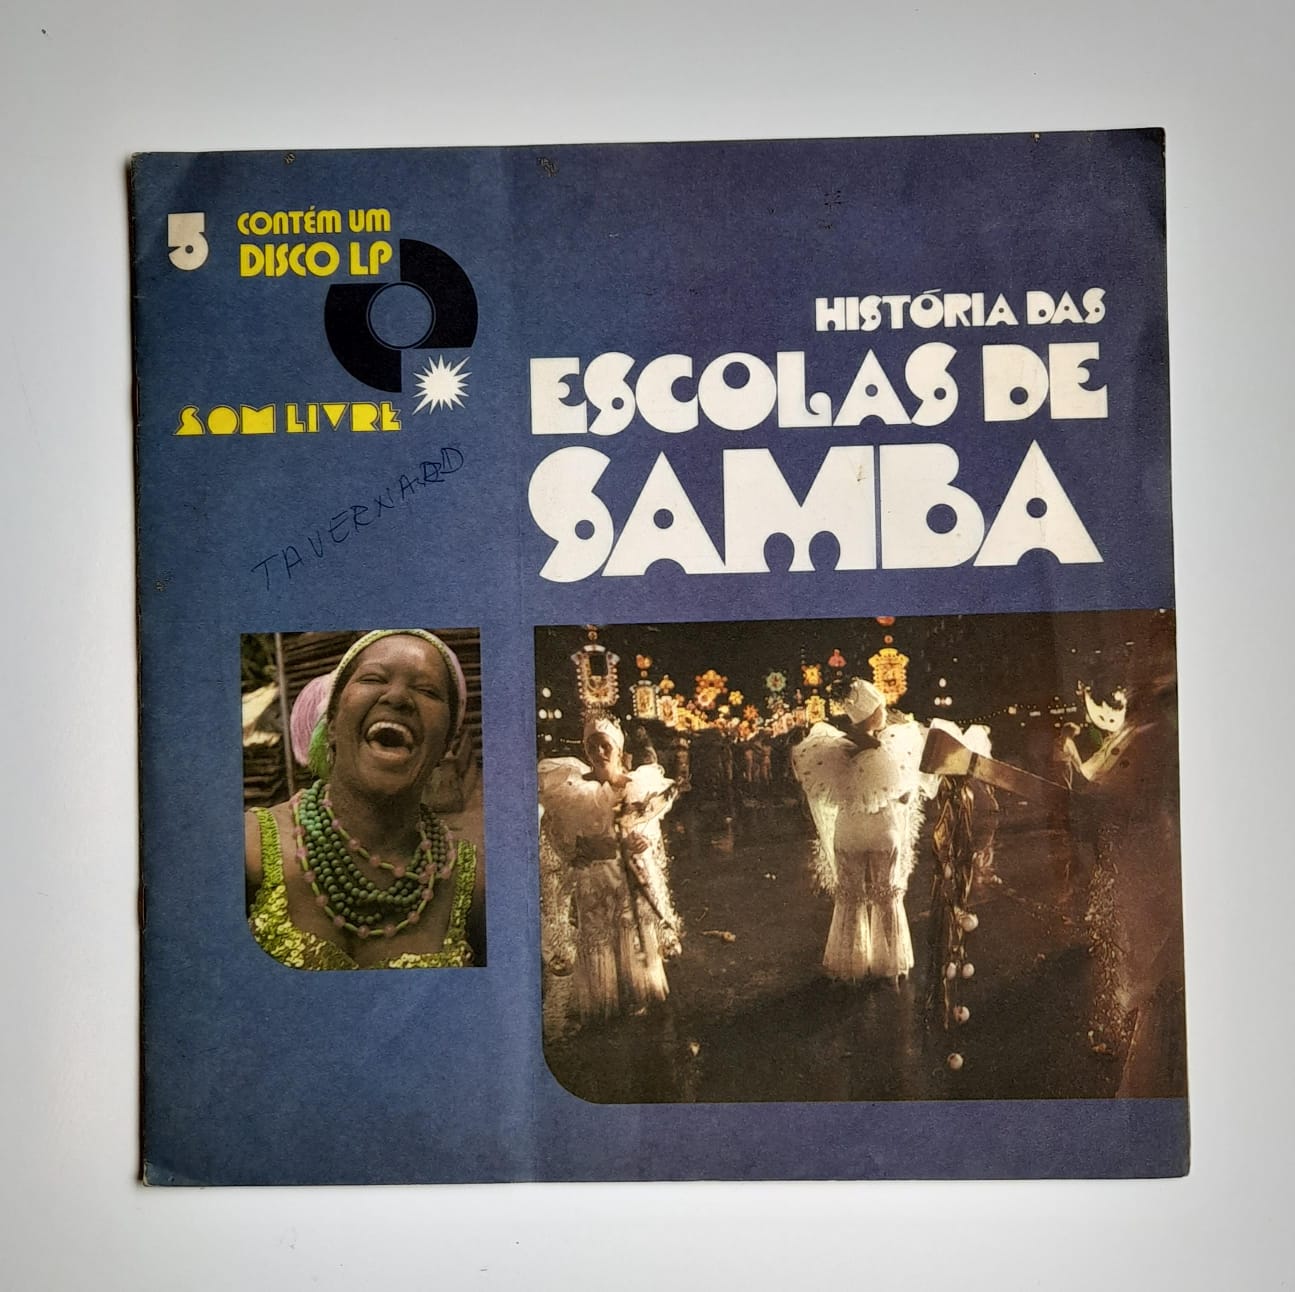 5
CONTÉM UM
DISCO LP
SOM LIVRE
HISTÓRIA DAS
ESCOLAS DE
SAMBA